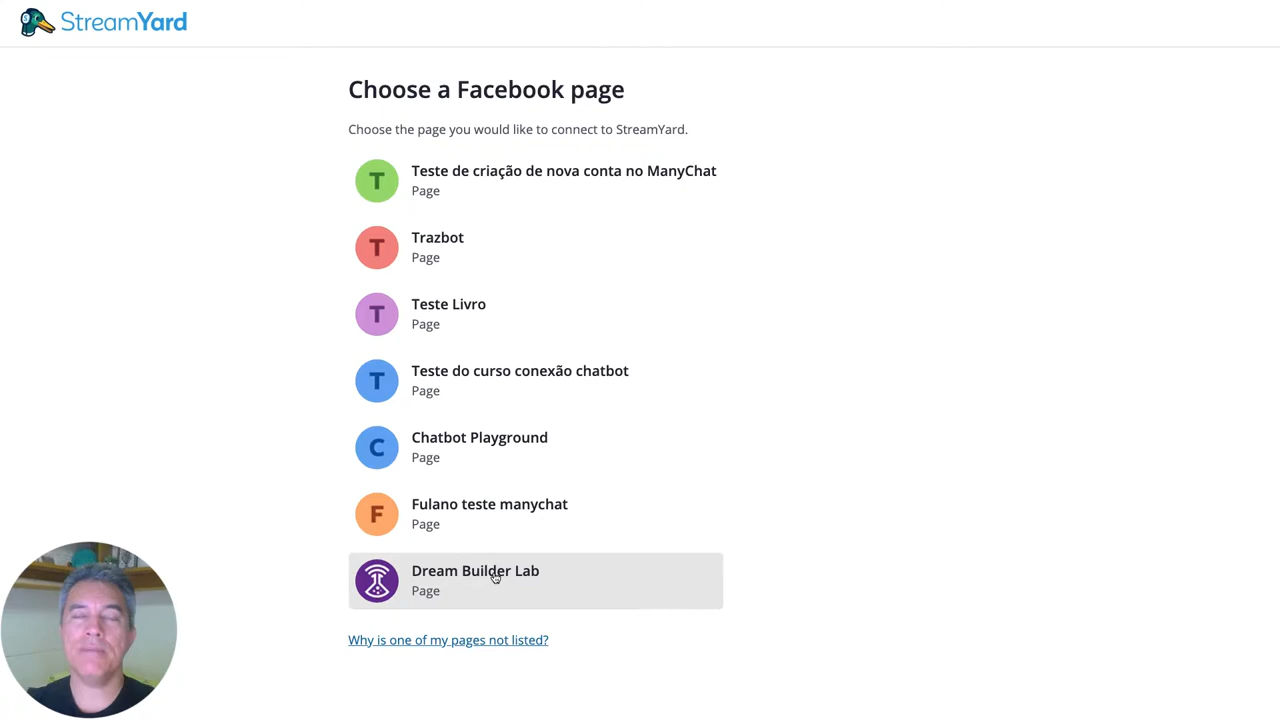 StreamYard
Choose a Facebook page
Choose the page you would like to connect to StreamYard.
T
Teste de criação de nova conta no ManyChat
Page
T
Trazbot
Page
T
Teste Livro
Page
T
Teste do curso conexão chatbot
Page
C
Chatbot Playground
Page
F
Fulano teste manychat
Page
Dream Builder Lab
Page
Why is one of my pages not listed?